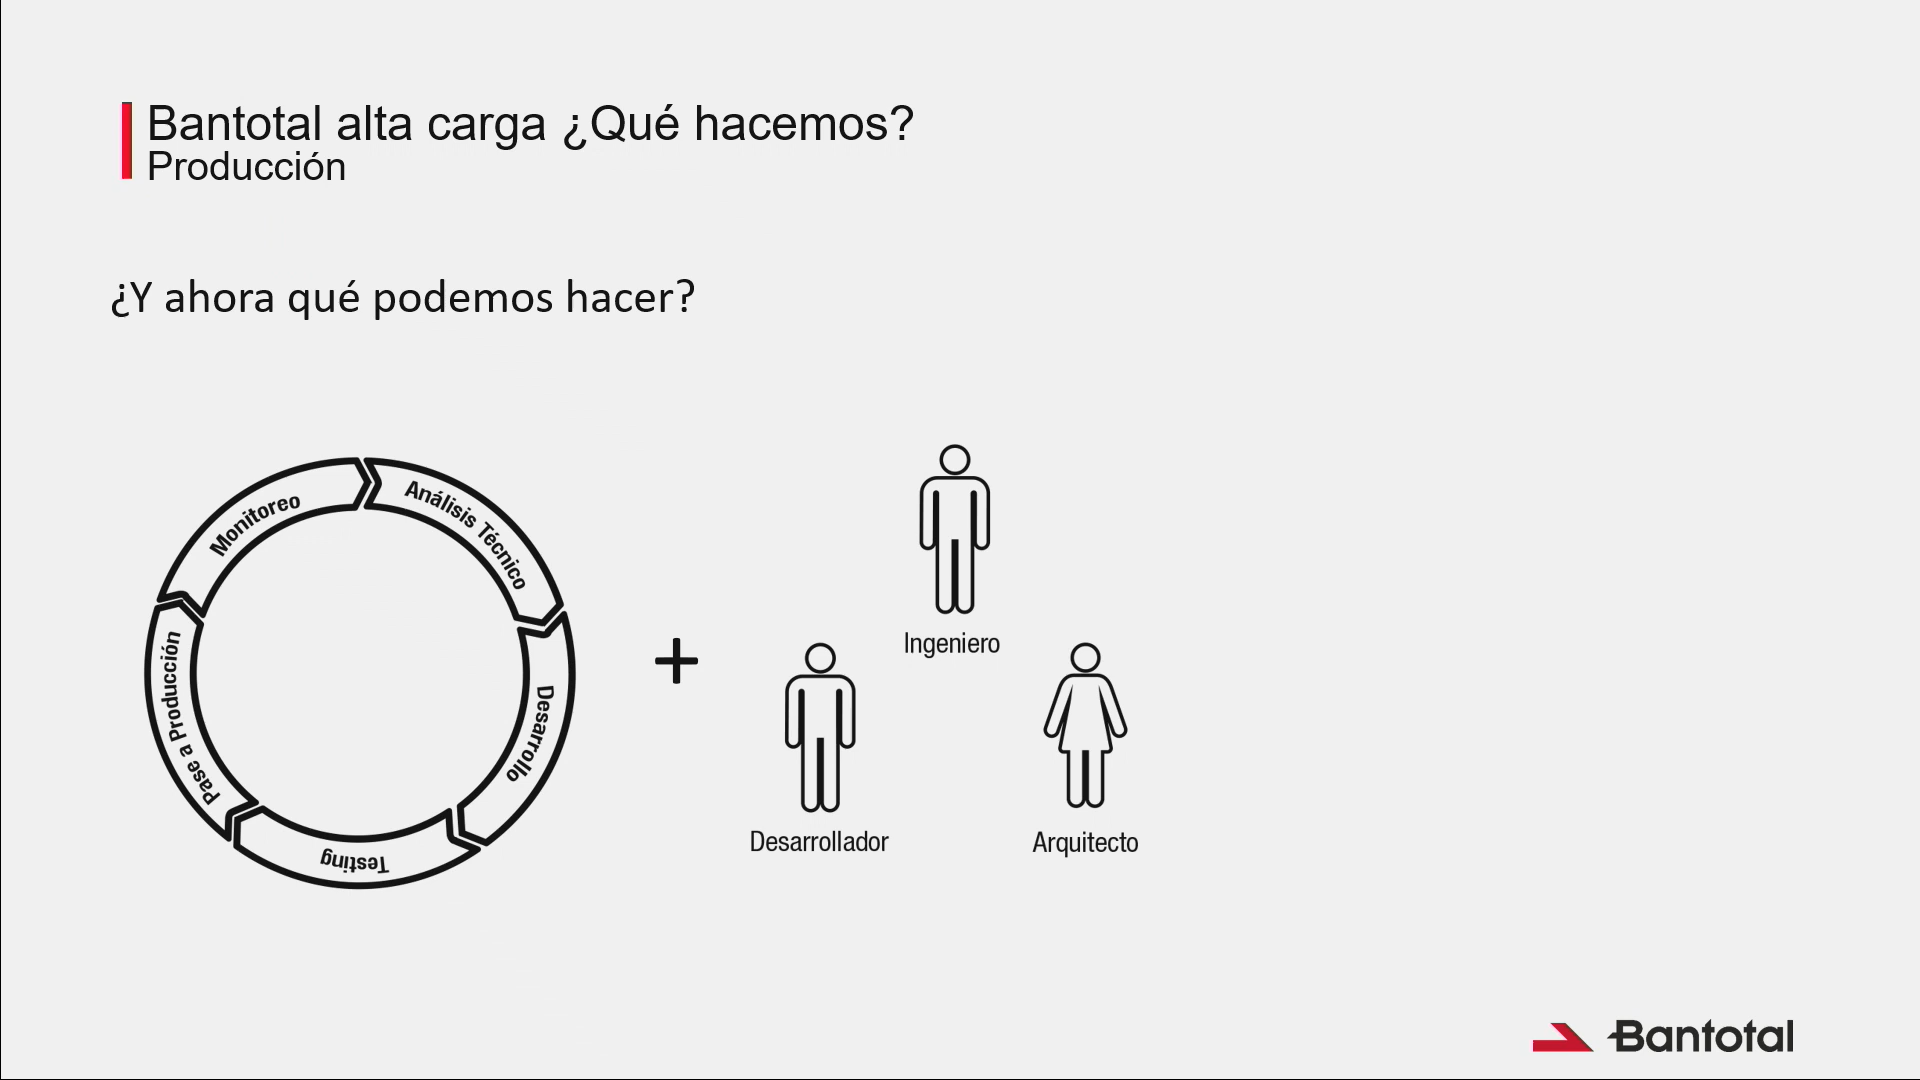 Bantotal alta carga ¿Qué hacemos?
Producción
¿Y ahora qué podemos hacer?
Monitoreo
Análisis Técnico
Desarrollo
Testing
Pase a Producción
+
Ingeniero
Desarrollador
Arquitecto
Bantotal